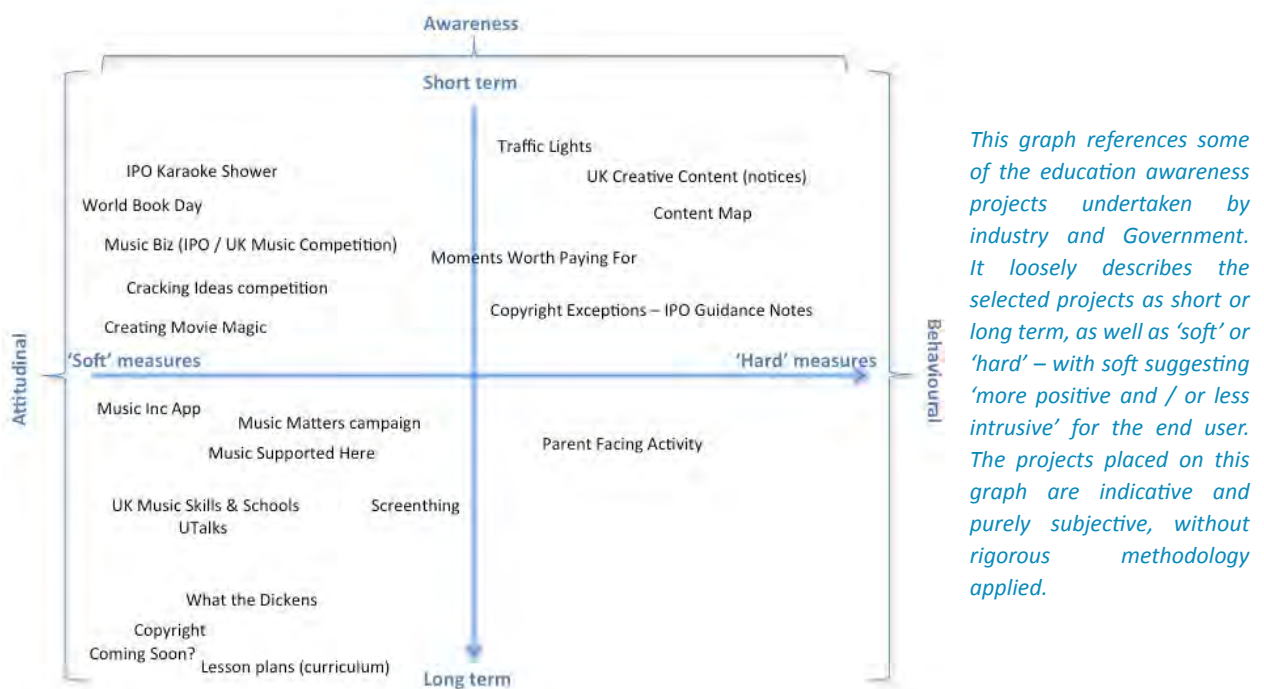 Awareness
Short term
Traffic Lights
IPO Karaoke Shower
UK Creative Content (notices)
World Book Day
Content Map
Music Biz (IPO / UK Music Competition)
Moments Worth Paying For
Cracking Ideas competition
Copyright Exceptions – IPO Guidance Notes
Creating Movie Magic
Attitudinal
Behavioural
'Soft' measures
'Hard' measures
Music Inc App
Music Matters campaign
Parent Facing Activity
Music Supported Here
UK Music Skills & Schools
Screenthing
UTalks
What the Dickens
Copyright
Coming Soon?
Lesson plans (curriculum)
Long term
This graph references some
of the education awareness
projects undertaken by
industry and Government.
It loosely describes the
selected projects as short or
long term, as well as ‘soft’ or
‘hard’ – with soft suggesting
‘more positive and / or less
intrusive’ for the end user.
The projects placed on this
graph are indicative and
purely subjective, without
rigorous methodology
applied.